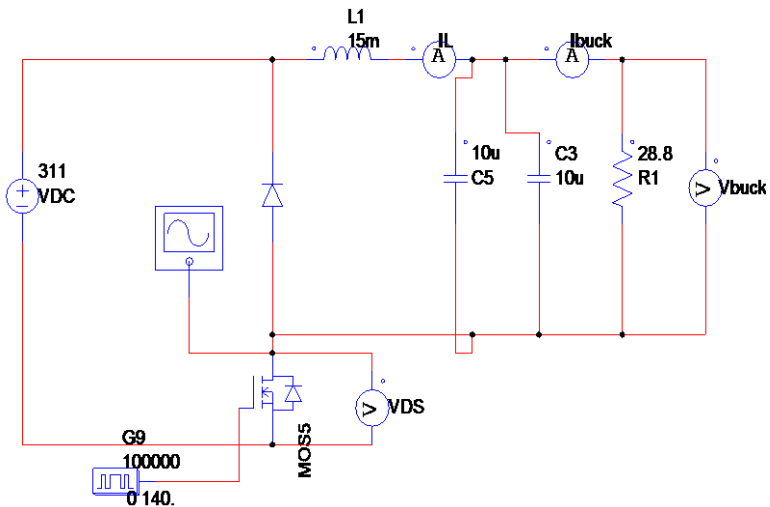 L1
15m
IL
A
Ibuck
A
311
VDC
10u
C5
C3
10u
28.8
R1
V
Vbuck
V
VDS
MOS5
G9
100000
0 140.